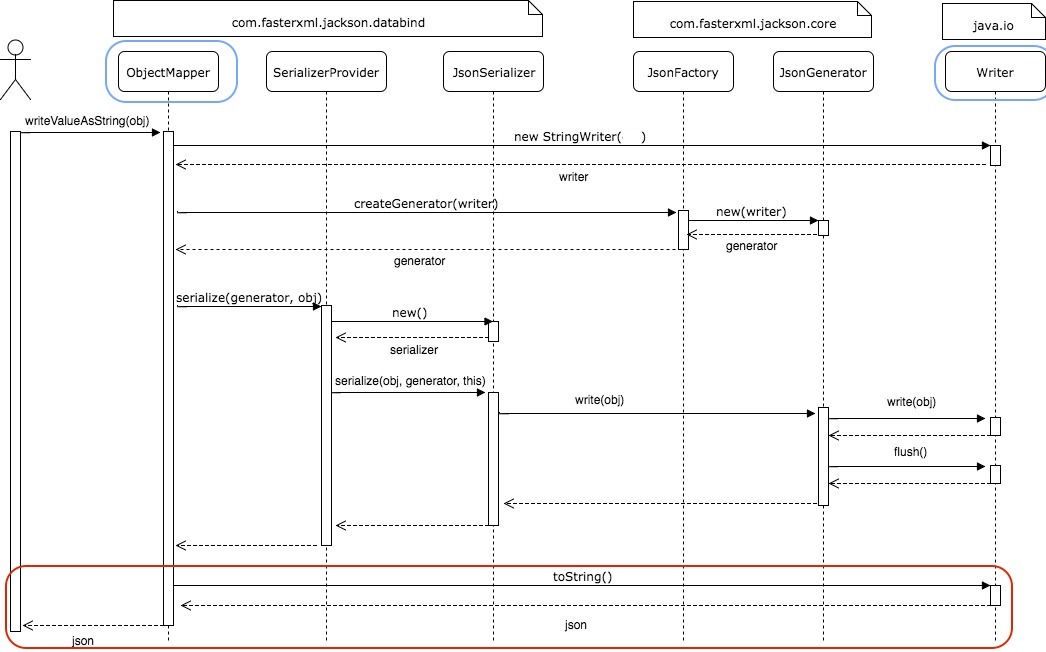 com.fasterxml.jackson.databind
com.fasterxml.jackson.core
java.io
ObjectMapper
SerializerProvider
JsonSerializer
JsonFactory
JsonGenerator
Writer
writeValueAsString(obj)
new StringWriter( )
writer
createGenerator(writer)
new(writer)
generator
generator
serialize(generator, obj)
new()
serializer
serialize(obj, generator, this)
write(obj)
write(obj)
flush()
toString()
json
json